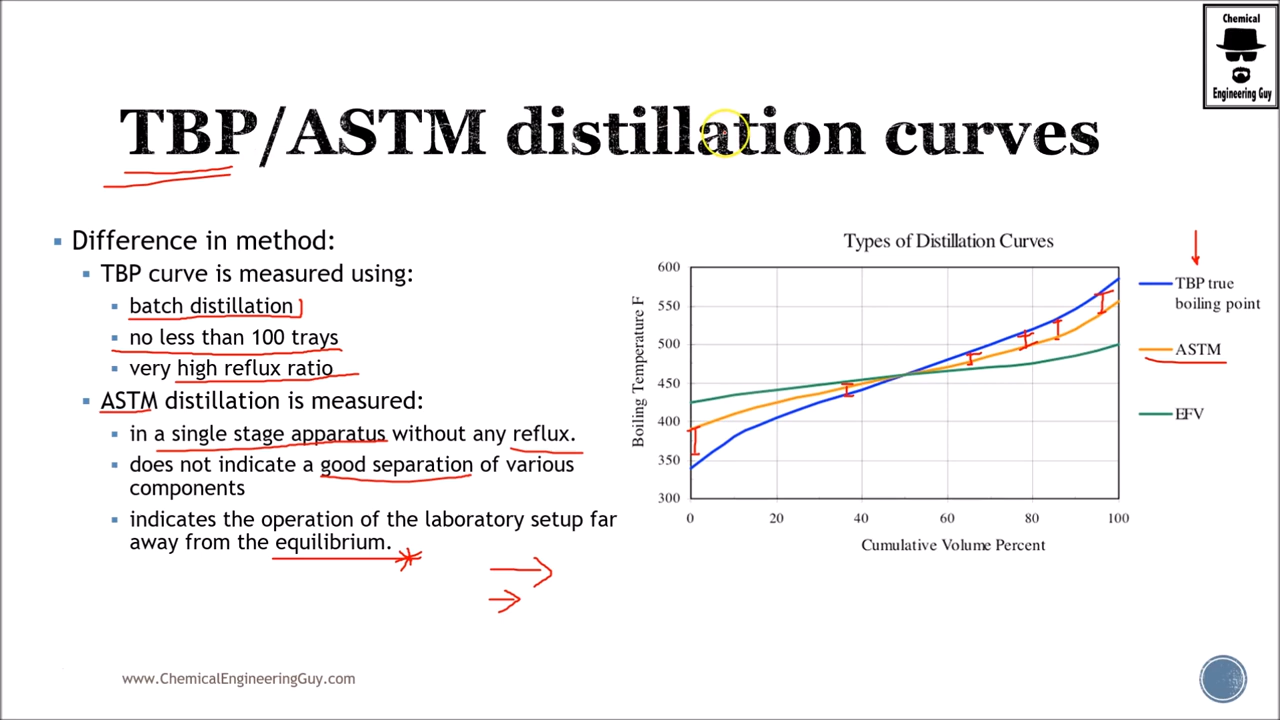 Chemical
Engineering Guy
TBP/ASTM distillation curves
Difference in method:
TBP curve is measured using:
batch distillation
no less than 100 trays
very high reflux ratio
ASTM distillation is measured:
in a single stage apparatus without any reflux.
does not indicate a good separation of various
components
indicates the operation of the laboratory setup far
away from the equilibrium.
Types of Distillation Curves
600
550
500
450
400
350
300
Boiling Temperature F
0 20 40 60 80 100
Cumulative Volume Percent
TBP true
boiling point
ASTM
EFV
www.ChemicalEngineeringGuy.com